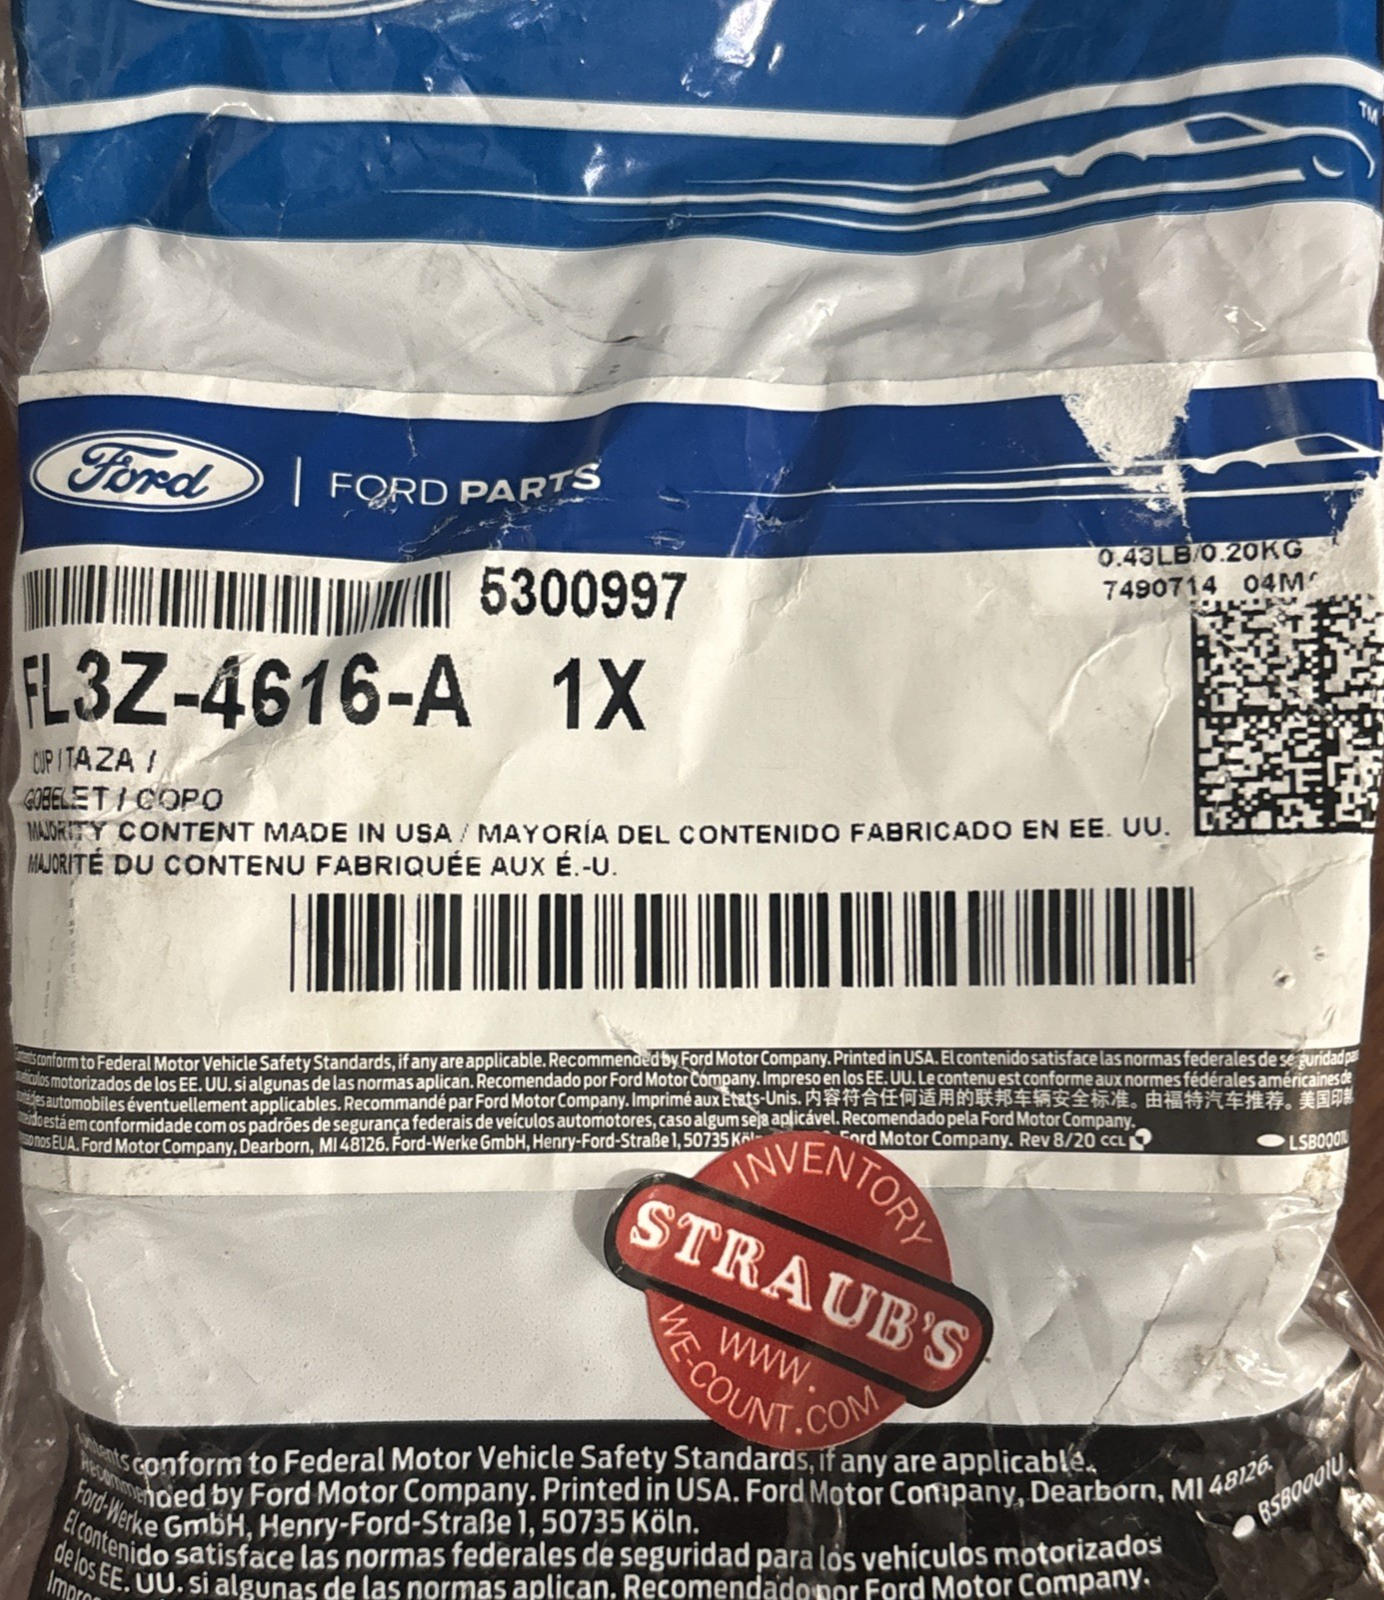 TM
Ford | FORD PARTS
0.43LB/0.20KG
5300997
7490714 04M
FL3Z-4616-A 1X
CUP / TAZA /
GOBELET / COPO
MAJORITY CONTENT MADE IN USA / MAYORÍA DEL CONTENIDO FABRICADO EN EE. UU.
MAJORITÉ DU CONTENU FABRIQUÉE AUX É.-U.
conform to Federal Motor Vehicle Safety Standards, if any are applicable. Recommended by Ford Motor Company. Printed in USA. El contenido satisface las normas federales de seguridad
motorizados de los EE. UU. si algunas de las normas aplican. Recomendado por Ford Motor Company. Impreso en los EE. UU. Le contenu est conforme aux normes fédérales américaines de
automobiles éventuellement applicables. Recommandé par Ford Motor Company. Imprimé aux États-Unis. 内容符合任何适用的联邦车辆安全标准。由福特汽车推荐。美国印制
está em conformidade com os padrões de segurança federais de veículos automotores, caso algum seja aplicável. Recomendado pela Ford Motor Company.
nos EUA. Ford Motor Company, Dearborn, MI 48126. Ford-Werke GmbH, Henry-Ford-Straße 1, 50735 Ford Motor Company. Rev 8/20 CCL
INVENTORY
STRAUB'S
WWW.
WE-COUNT.COM
conform to Federal Motor Vehicle Safety Standards, if any are applicable.
Recommended by Ford Motor Company. Printed in USA. Ford Motor Company, Dearborn, MI 48126.
Ford-Werke GmbH, Henry-Ford-Straße 1, 50735 Köln.
BSB0001U
El contenido satisface las normas federales de seguridad para los vehículos motorizados
de los EE. UU. si algunas de las normas aplican. Recomendado por Ford Motor Company.